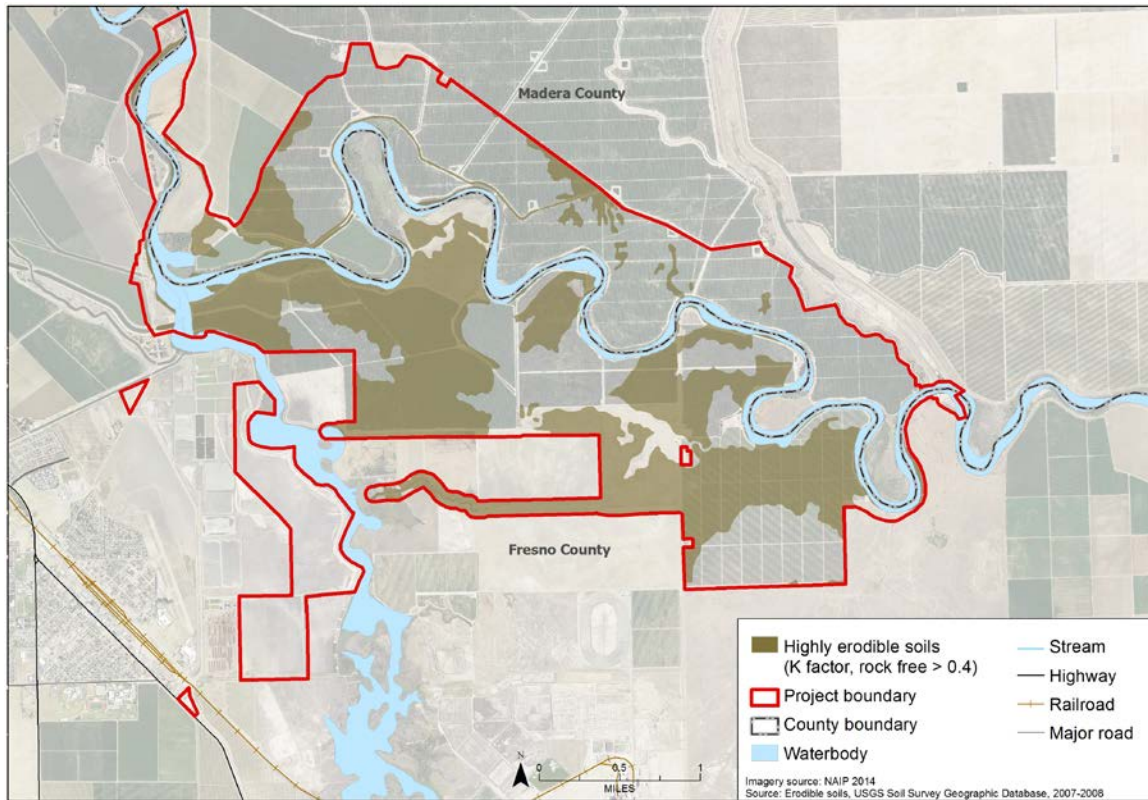 Madera County
Fresno County
Highly erodible soils
(K factor, rock free > 0.4)
Project boundary
County boundary
Waterbody
Stream
Highway
Railroad
Major road
N
0 0.5 1
MILES
Imagery source: NAIP 2014
Source: Erodible soils, USGS Soil Survey Geographic Database, 2007-2008